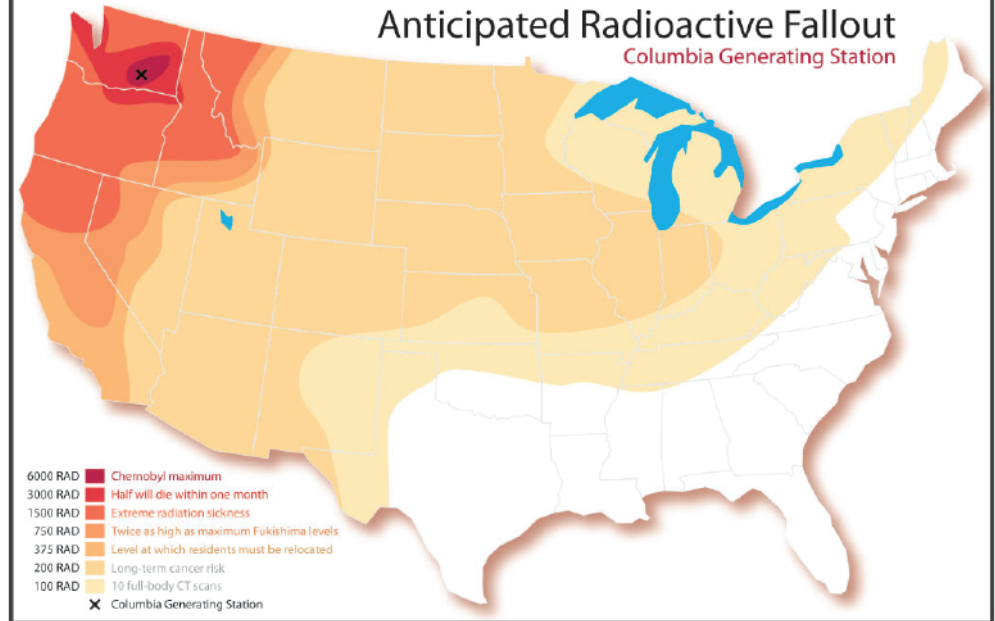 Anticipated Radioactive Fallout
Columbia Generating Station
6000 RAD Chernobyl maximum
3000 RAD Half will die within one month
1500 RAD Extreme radiation sickness
750 RAD Twice as high as maximum Fukishima levels
375 RAD Level at which residents must be relocated
200 RAD Long-term cancer risk
100 RAD 10 full-body CT scans
X Columbia Generating Station